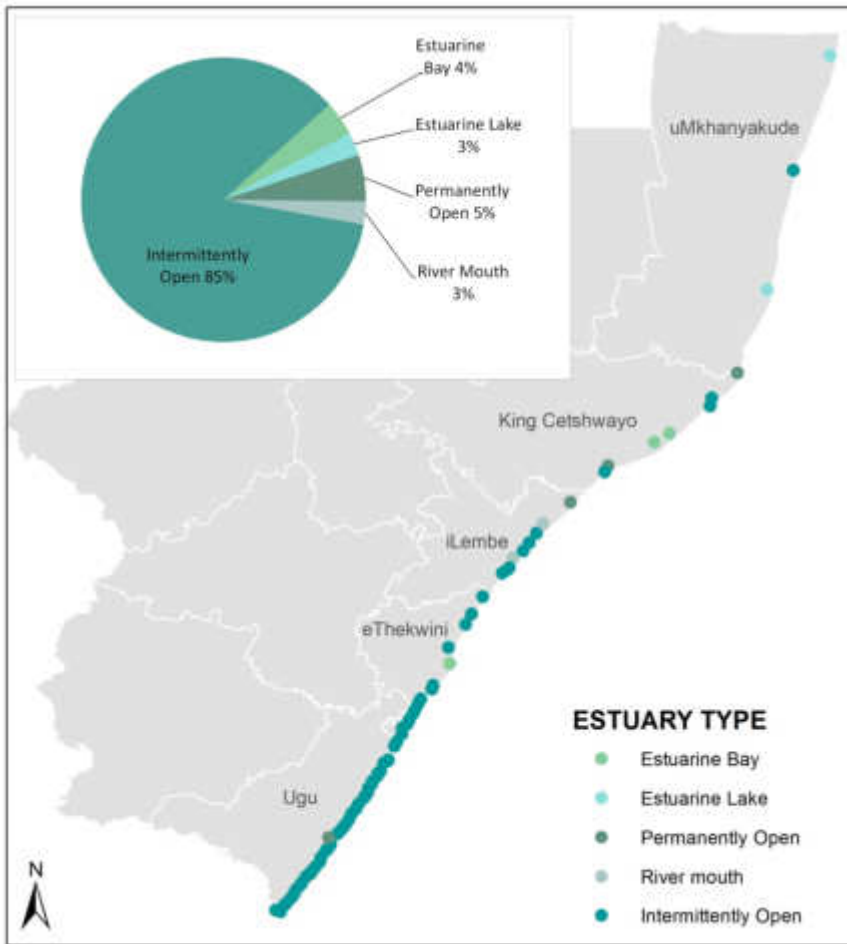 Estuarine
Bay 4%
Estuarine Lake
3%
Permanently
Open 5%
River Mouth
3%
Intermittently
Open 85%
uMkhanyakude
King Cetshwayo
iLembe
eThekwini
Ugu
N
ESTUARY TYPE
Estuarine Bay
Estuarine Lake
Permanently Open
River mouth
Intermittently Open